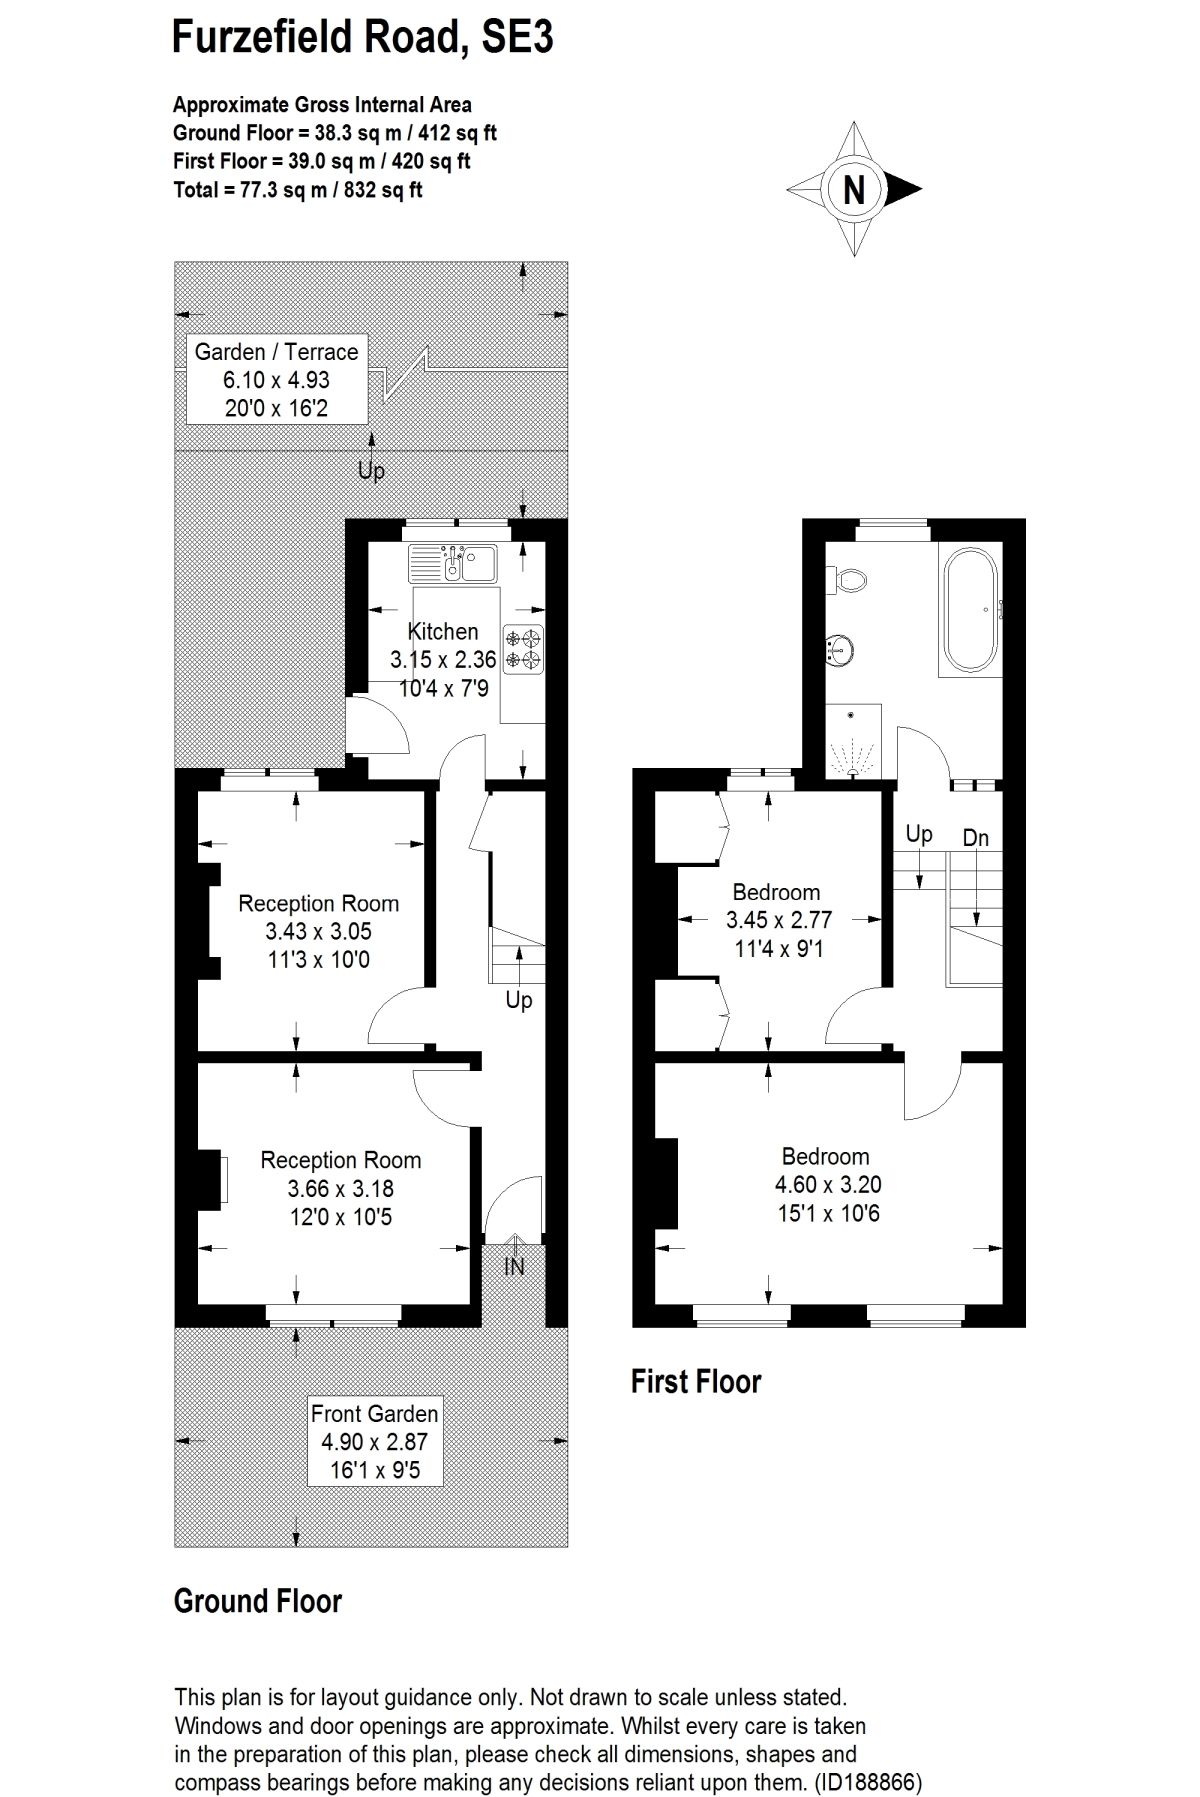 Furzefield Road, SE3
Approximate Gross Internal Area
Ground Floor = 38.3 sq m / 412 sq ft
First Floor = 39.0 sq m / 420 sq ft
Total = 77.3 sq m / 832 sq ft
N
Garden / Terrace
6.10 x 4.93
20'0 x 16'2
Up
Kitchen
3.15 x 2.36
10'4 x 7'9
Reception Room
3.43 x 3.05
11'3 x 10'0
Up
Reception Room
3.66 x 3.18
12'0 x 10'5
IN
Front Garden
4.90 x 2.87
16'1 x 9'5
Ground Floor
Up
Dn
Bedroom
3.45 x 2.77
11'4 x 9'1
Bedroom
4.60 x 3.20
15'1 x 10'6
First Floor
This plan is for layout guidance only. Not drawn to scale unless stated.
Windows and door openings are approximate. Whilst every care is taken
in the preparation of this plan, please check all dimensions, shapes and
compass bearings before making any decisions reliant upon them. (ID188866)